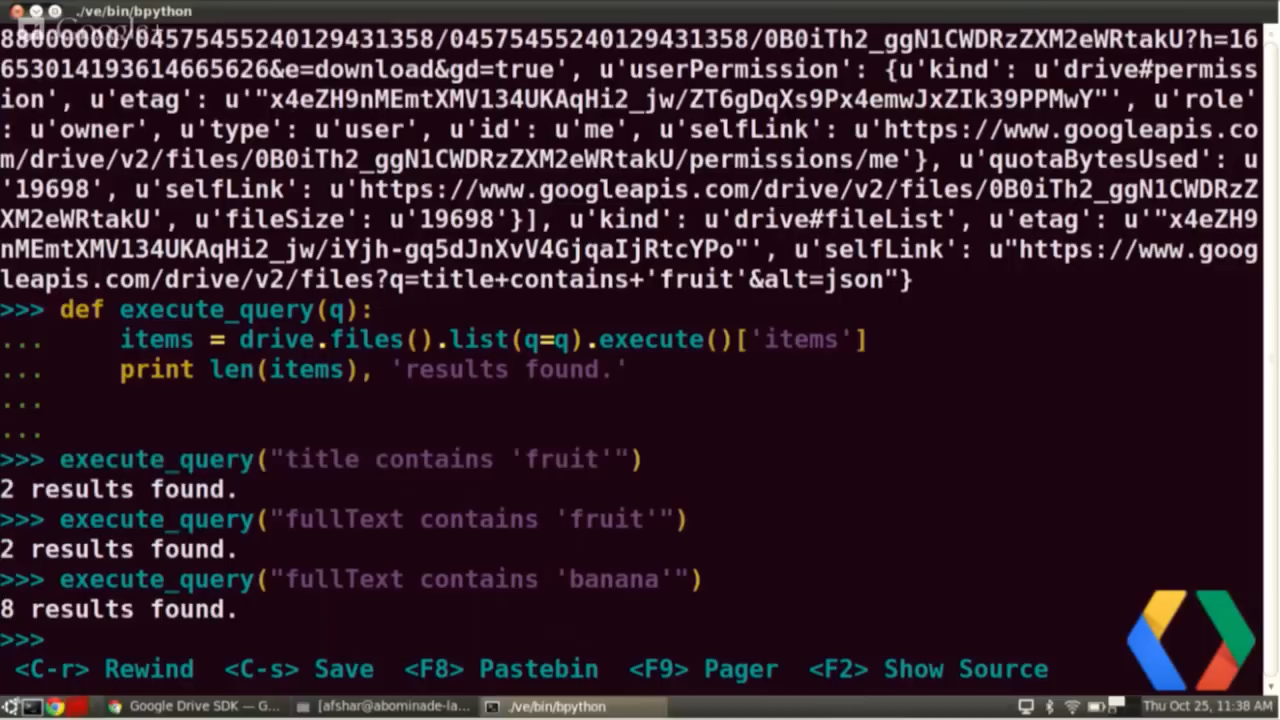 ./ve/bin/bpython
Google+
88000000/04575455240129431358/04575455240129431358/0B0iTh2_ggN1CWDRzZXM2eWRtakU?h=16
653014193614665626&e=download&gd=true', u'userPermission': {u'kind': u'drive#permiss
ion', u'etag': u'"x4eZH9nMEmtXMV134UKAqHi2_jw/ZT6gDqXs9Px4emwJxZIk39PPMwY"', u'role'
: u'owner', u'type': u'user', u'id': u'me', u'selfLink': u'https://www.googleapis.co
m/drive/v2/files/0B0iTh2_ggN1CWDRzZXM2eWRtakU/permissions/me'}, u'quotaBytesUsed': u
'19698', u'selfLink': u'https://www.googleapis.com/drive/v2/files/0B0iTh2_ggN1CWDRzZ
XM2eWRtakU', u'fileSize': u'19698'}], u'kind': u'drive#fileList', u'etag': u'"x4eZH9
nMEmtXMV134UKAqHi2_jw/iYjh-gq5dJnXvV4GjqaIjRtcYPo"', u'selfLink': u"https://www.goog
leapis.com/drive/v2/files?q=title+contains+'fruit'&alt=json"}
>>> def execute_query(q):
...     items = drive.files().list(q=q).execute()['items']
...     print len(items), 'results found.'
...
...
>>> execute_query("title contains 'fruit'")
2 results found.
>>> execute_query("fullText contains 'fruit'")
2 results found.
>>> execute_query("fullText contains 'banana'")
8 results found.
>>>
<C-r> Rewind  <C-s> Save  <F8> Pastebin  <F9> Pager  <F2> Show Source
Google Drive SDK — G... [afshar@abominade-la... ./ve/bin/bpython Thu Oct 25, 11:38 AM